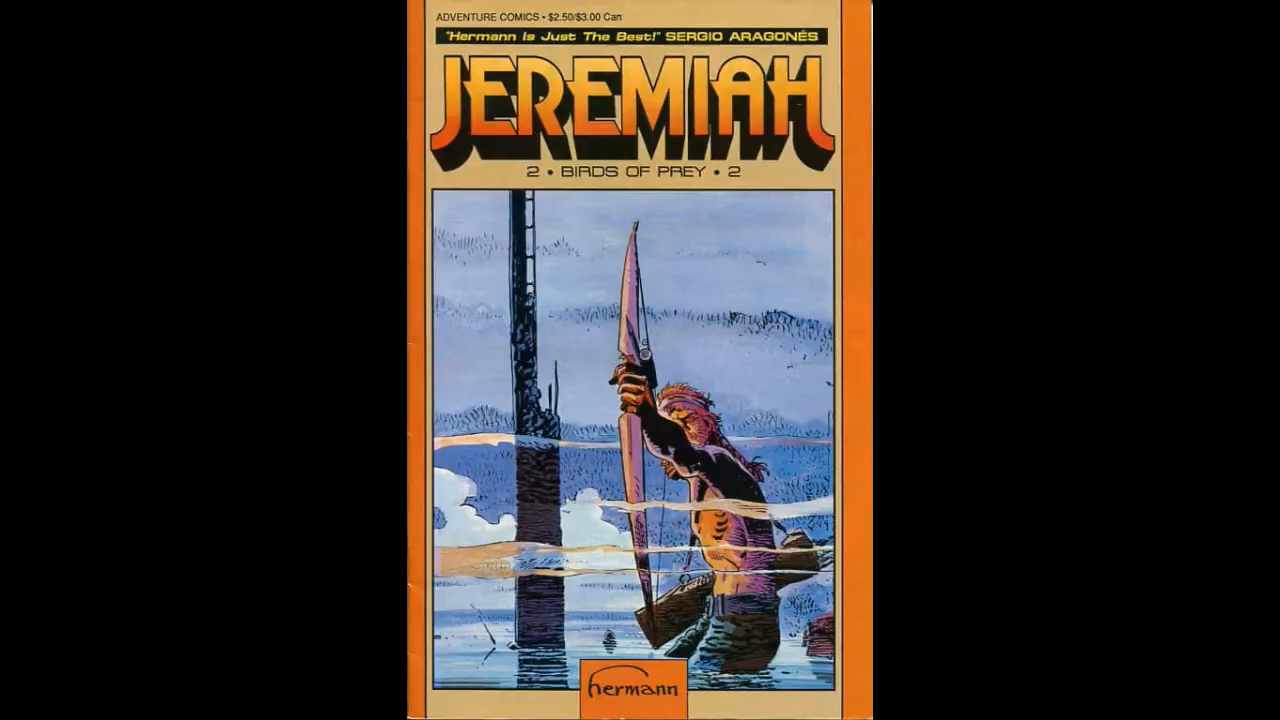 ADVENTURE COMICS • $2.50/$3.00 Can
"Hermann Is Just The Best!" SERGIO ARAGONÉS
JEREMIAH
2 • BIRDS OF PREY • 2
hermann